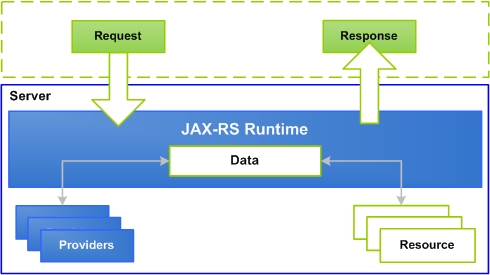 Request
Response
Server
JAX-RS Runtime
Data
Providers
Resource